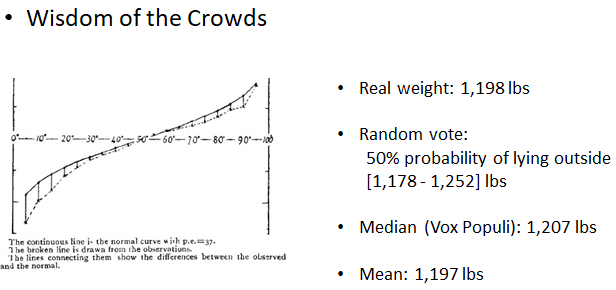 • Wisdom of the Crowds
0° 10° 20° 30° 40° 50° 60° 70° 80° 90° 100
The continuous line is the normal curve with p.e.=37.
The broken line is drawn from the observations.
The lines connecting them show the differences between the observed
and the normal.
• Real weight: 1,198 lbs
• Random vote:
50% probability of lying outside
[1,178 - 1,252] lbs
• Median (Vox Populi): 1,207 lbs
• Mean: 1,197 lbs